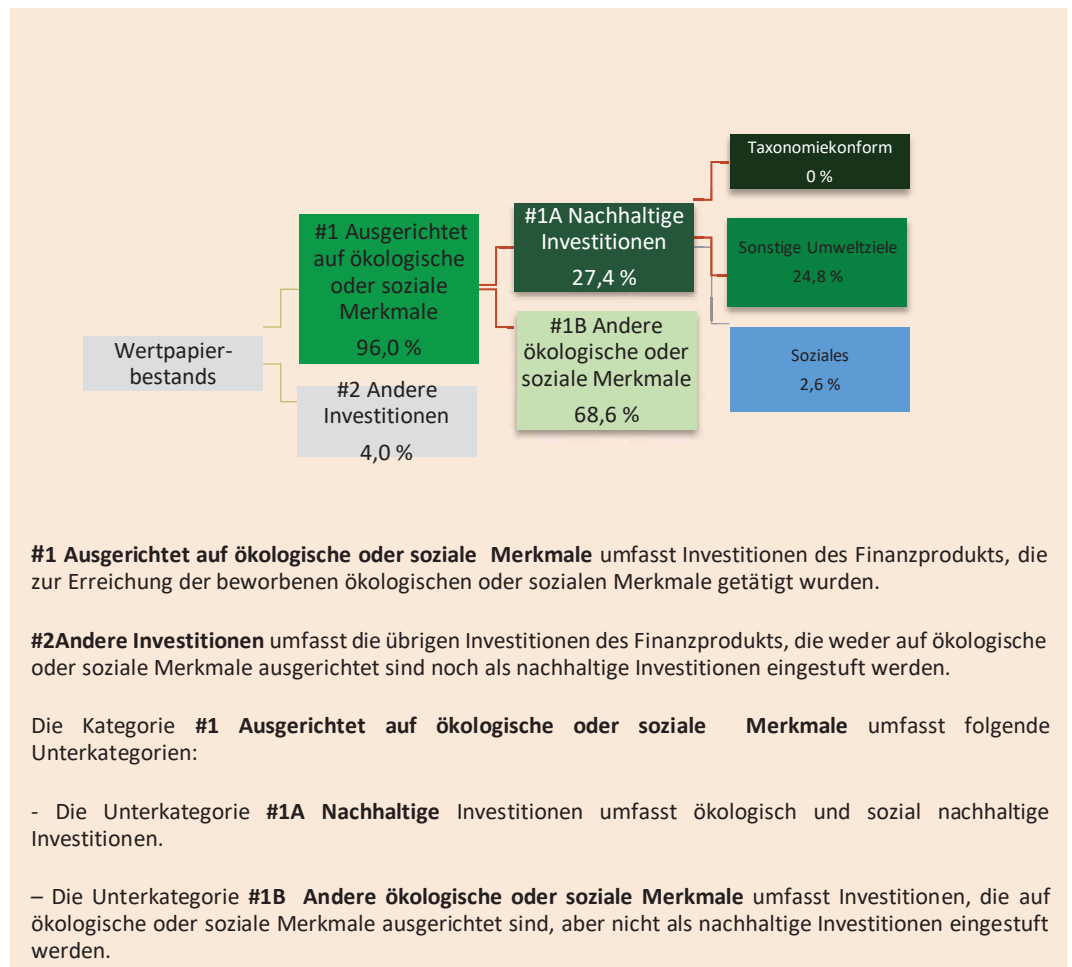 Taxonomiekonform
0 %
#1 Ausgerichtet
auf ökologische
oder soziale
Merkmale
96,0 %
#1A Nachhaltige
Investitionen
27,4 %
Sonstige Umweltziele
24,8 %
Wertpapier-
bestands
#1B Andere
ökologische oder
soziale Merkmale
68,6 %
Soziales
2,6 %
#2 Andere
Investitionen
4,0 %
#1 Ausgerichtet auf ökologische oder soziale Merkmale umfasst Investitionen des Finanzprodukts, die
zur Erreichung der beworbenen ökologischen oder sozialen Merkmale getätigt wurden.
#2Andere Investitionen umfasst die übrigen Investitionen des Finanzprodukts, die weder auf ökologische
oder soziale Merkmale ausgerichtet sind noch als nachhaltige Investitionen eingestuft werden.
Die Kategorie #1 Ausgerichtet auf ökologische oder soziale Merkmale umfasst folgende
Unterkategorien:
- Die Unterkategorie #1A Nachhaltige Investitionen umfasst ökologisch und sozial nachhaltige
Investitionen.
– Die Unterkategorie #1B Andere ökologische oder soziale Merkmale umfasst Investitionen, die auf
ökologische oder soziale Merkmale ausgerichtet sind, aber nicht als nachhaltige Investitionen eingestuft
werden.